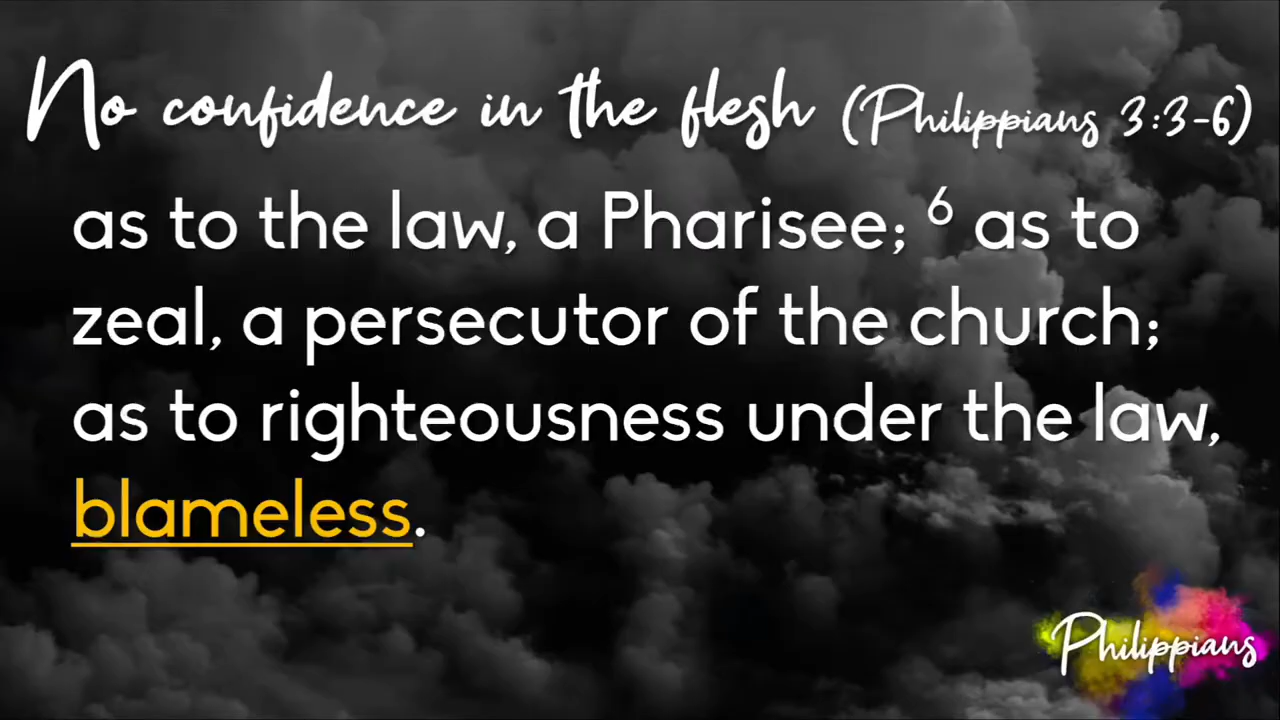 No confidence in the flesh (Philippians 3:3-6)
as to the law, a Pharisee; ⁶ as to
zeal, a persecutor of the church;
as to righteousness under the law,
blameless.
Philippians